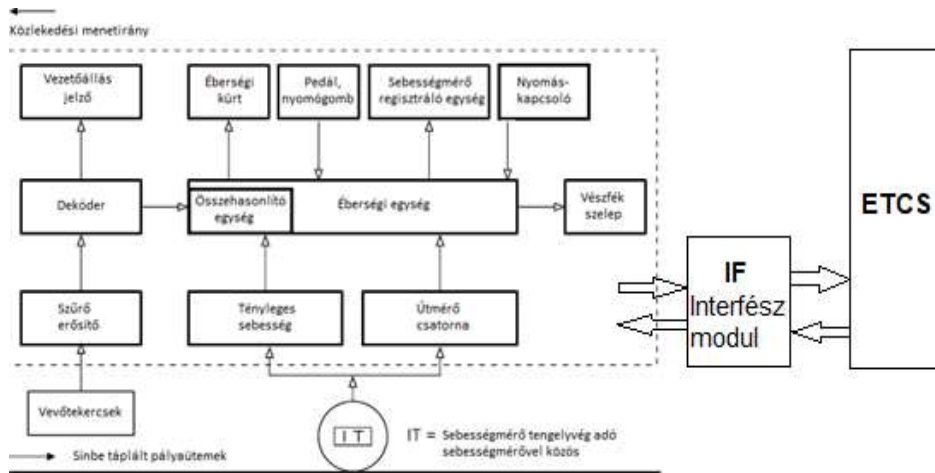 Közlekedési menetirány
Vezetőállás
jelző
Éberségi
kürt
Pedál,
nyomógomb
Sebességmérő
regisztráló egység
Nyomás-
kapcsoló
Dekóder
Összehasonlító
egység
Éberségi egység
Vészfék
szelep
ETCS
IF
Interfész
modul
Szűrő
erősítő
Tényleges
sebesség
Útmérő
csatorna
Vevőtekercsek
I T
IT = Sebességmérő tengelyvég adó
sebességmérővel közös
Sinbe táplált pályaütemek